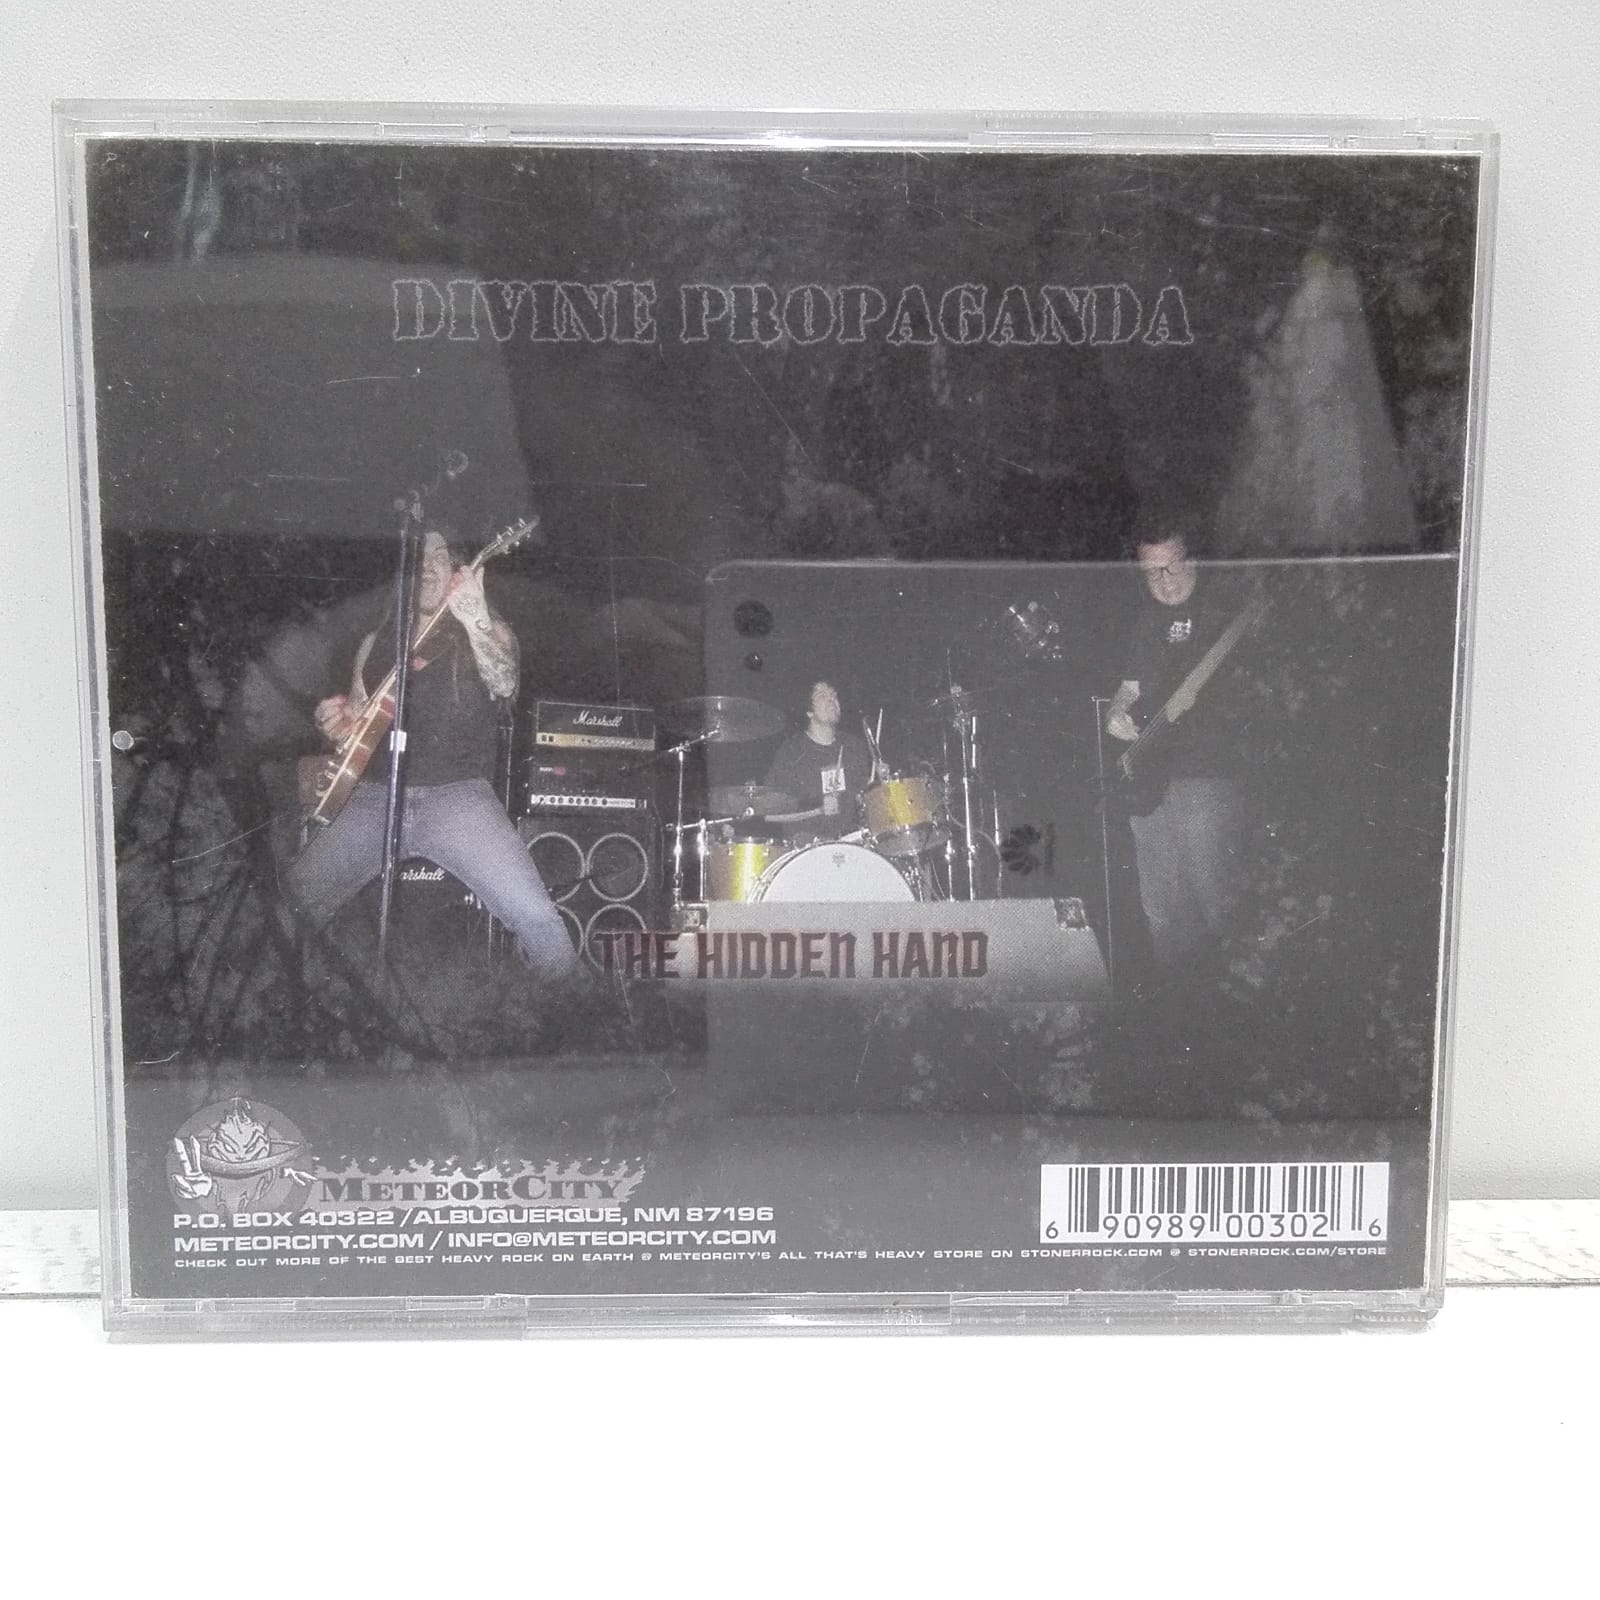 DIVINE PROPAGANDA
Marshall
Marshall
THE HIDDEN HAND
METEORCITY
P.O. BOX 40322 / ALBUQUERQUE, NM 87196
METEORCITY.COM / INFO@METEORCITY.COM
CHECK OUT MORE OF THE BEST HEAVY ROCK ON EARTH @ METEORCITY'S ALL THAT'S HEAVY STORE ON STONERROCK.COM @ STONERROCK.COM/STORE
6 90989 00302 6